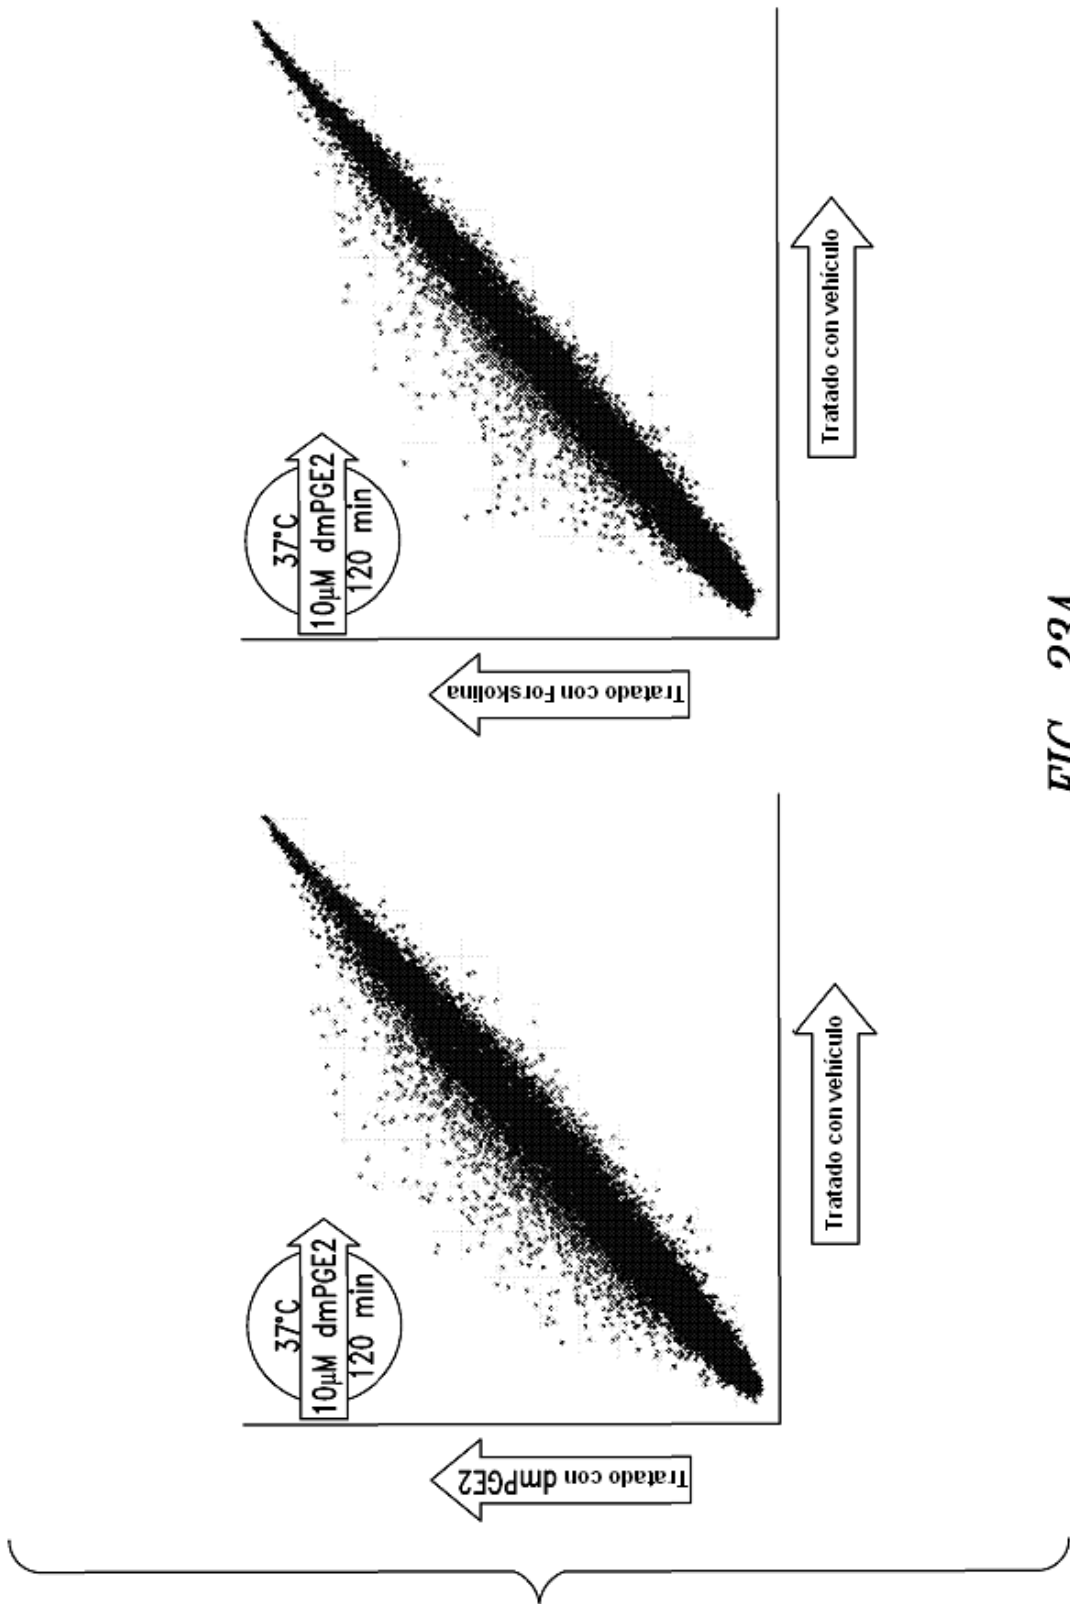 37°C
10µM dmPGE2
120 min
Tratado con Forskolina
Tratado con vehículo
37°C
10µM dmPGE2
120 min
Tratado con dmPGE2
Tratado con vehículo
FIG. 23A